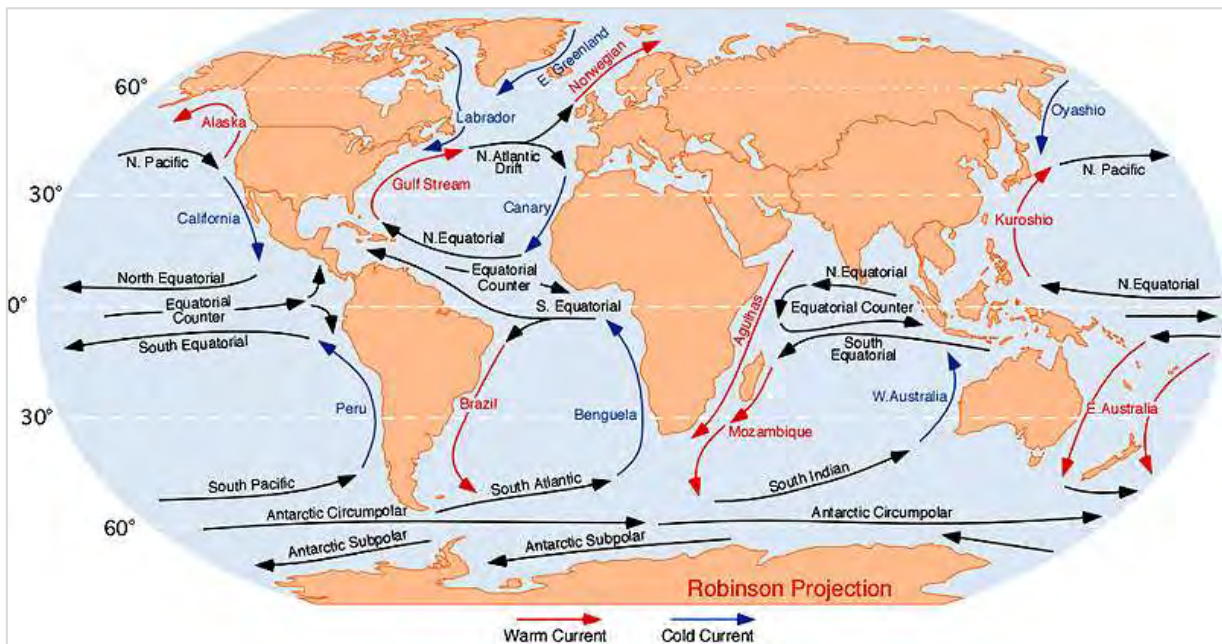 60°
Alaska
N. Pacific
California
North Equatorial
Equatorial
Counter
South Equatorial
0°
30°
30°
60°
Labrador
E. Greenland
Norwegian
N. Atlantic
Drift
Gulf Stream
Canary
N. Equatorial
Equatorial
Counter
S. Equatorial
Peru
Brazil
Benguela
South Pacific
South Atlantic
Antarctic Circumpolar
Antarctic Subpolar
Antarctic Subpolar
Oyashio
N. Pacific
Kuroshio
N. Equatorial
N. Equatorial
Equatorial Counter
South
Equatorial
Agulhas
Mozambique
W. Australia
E. Australia
South Indian
Antarctic Circumpolar
Robinson Projection
Warm Current
Cold Current